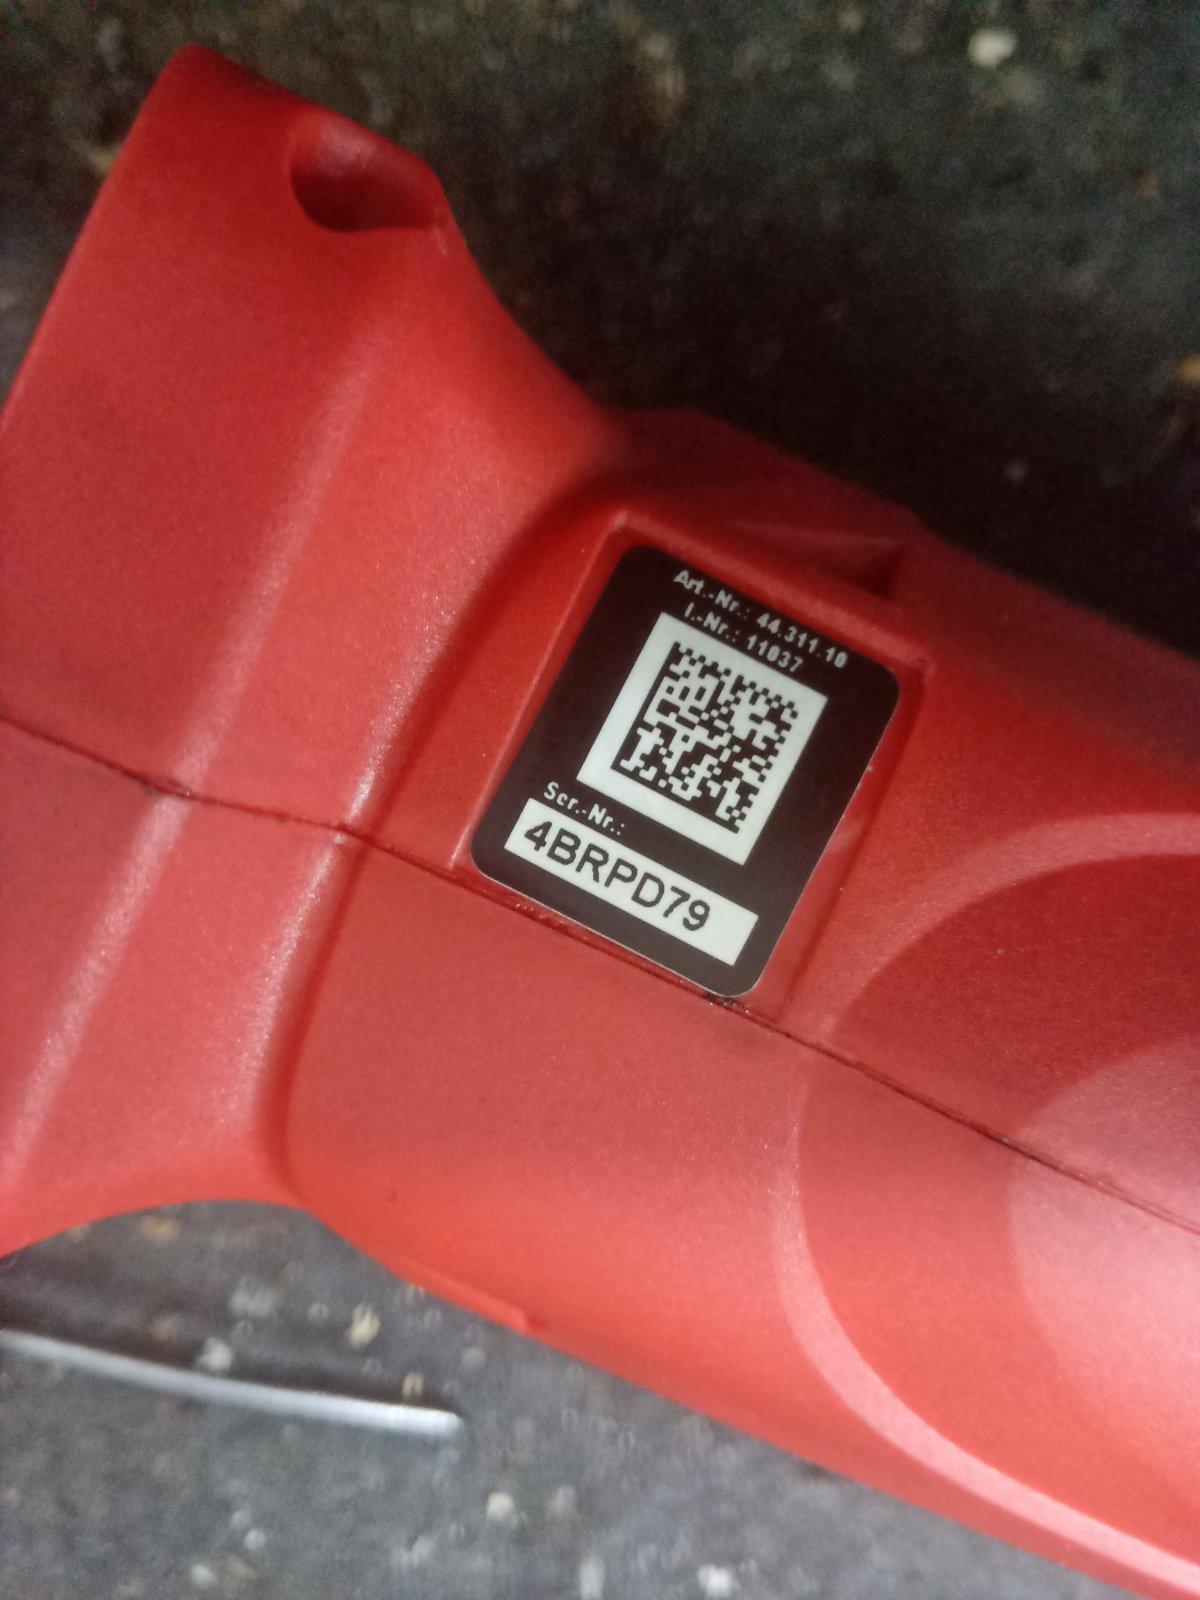 Art.-Nr.: 44.311.10
I.-Nr.: 11037
Ser.-Nr.:
4BRPD79